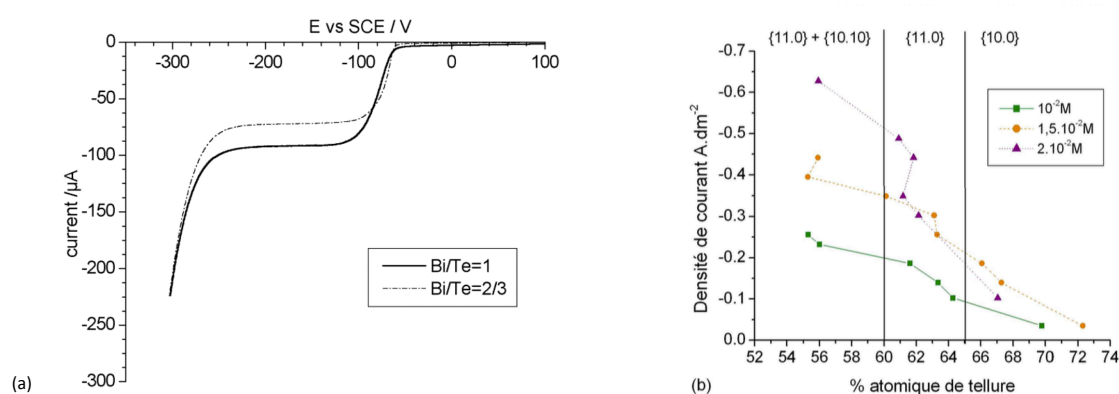 E vs SCE / V
-300 -200 -100 0 100
0
-50
-100
-150
-200
-250
-300
current /µA
Bi/Te=1
Bi/Te=2/3
(a)
{11.0} + {10.10} {11.0} {10.0}
-0.7
-0.6
-0.5
-0.4
-0.3
-0.2
-0.1
0.0
Densité de courant A.dm-2
10-2M
1,5.10-2M
2.10-2M
52 54 56 58 60 62 64 66 68 70 72 74
% atomique de tellure
(b)